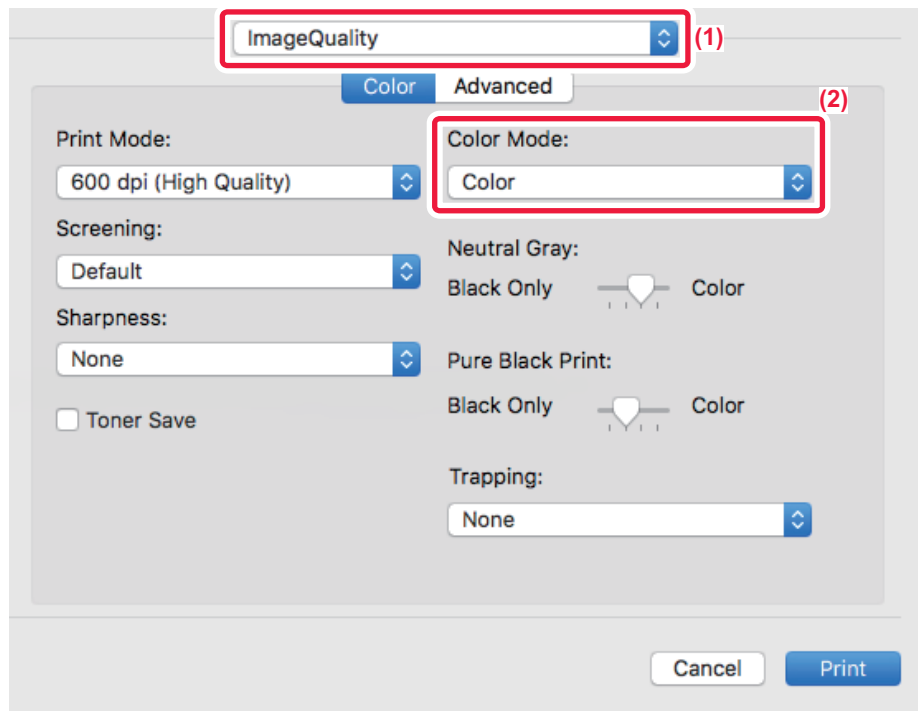 ImageQuality
(1)
Color Advanced
(2)
Print Mode:
600 dpi (High Quality)
Screening:
Default
Sharpness:
None
Toner Save
Color Mode:
Color
Neutral Gray:
Black Only Color
Pure Black Print:
Black Only Color
Trapping:
None
Cancel Print